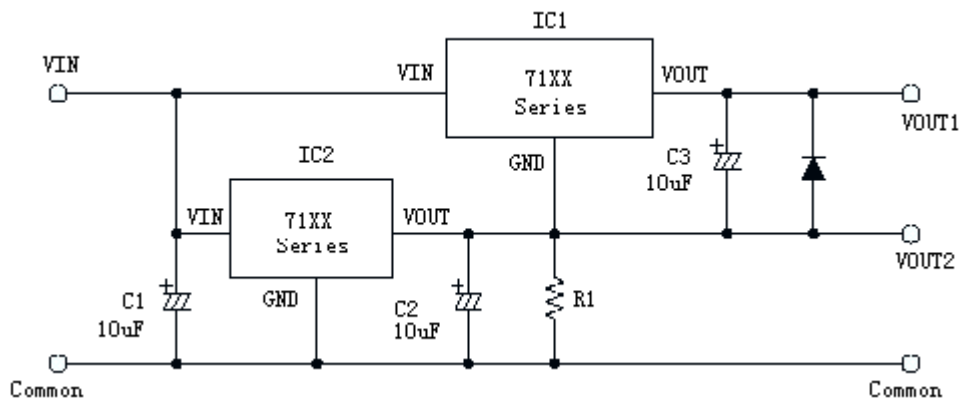 IC1
VIN
VIN
71XX
Series
VOUT
VOUT1
GND
C3
10uF
IC2
VIN
71XX
Series
VOUT
VOUT2
GND
C1
10uF
C2
10uF
R1
Common
Common